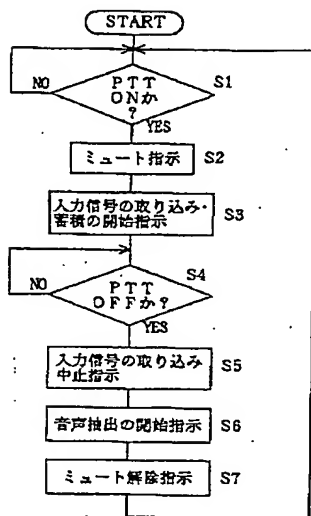 START
PTT
ONか
?
NO
S1
YES
ミュート指示
S2
入力信号の取り込み・
蓄積の開始指示
S3
S4
PTT
OFFか?
NO
YES
入力信号の取り込み
中止指示
S5
音声抽出の開始指示
S6
ミュート解除指示
S7